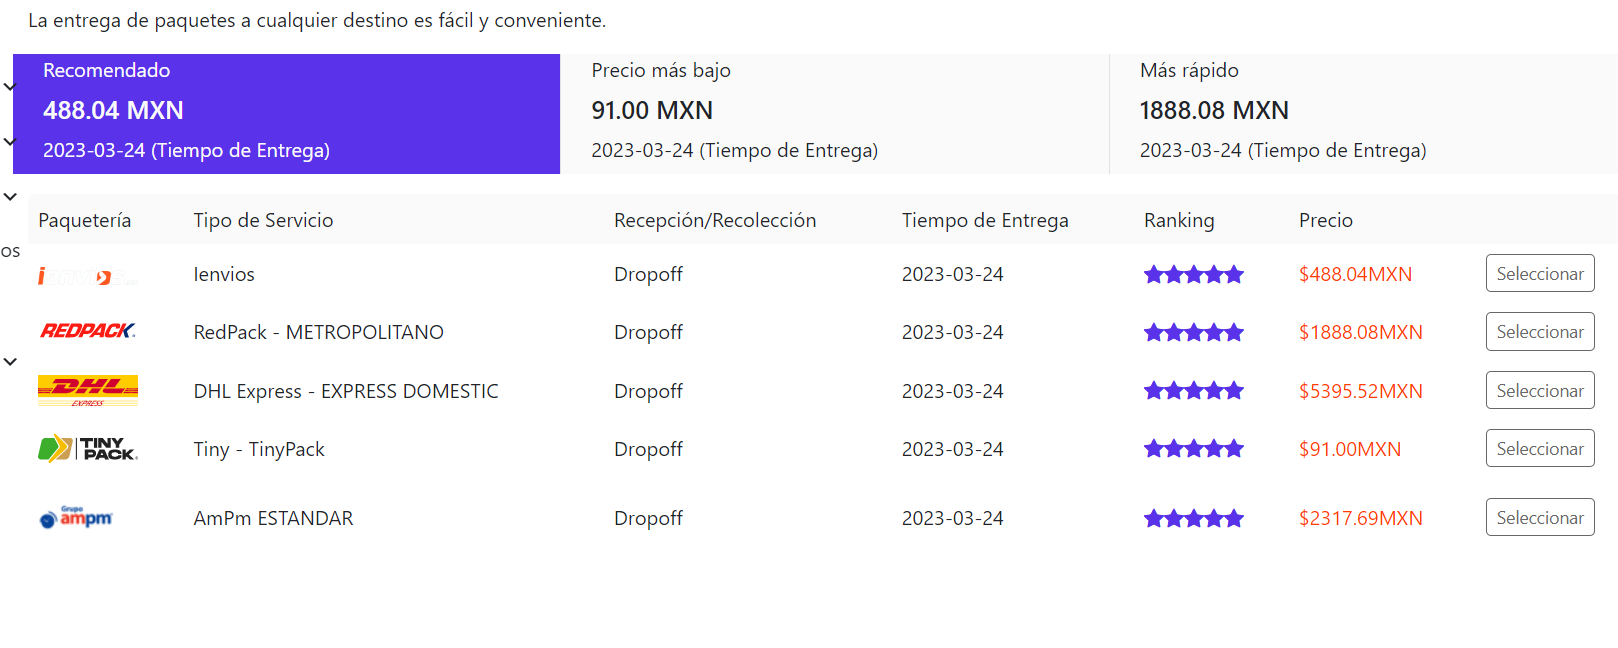 La entrega de paquetes a cualquier destino es fácil y conveniente.
Recomendado
488.04 MXN
2023-03-24 (Tiempo de Entrega)
Precio más bajo
91.00 MXN
2023-03-24 (Tiempo de Entrega)
Más rápido
1888.08 MXN
2023-03-24 (Tiempo de Entrega)
os
Paquetería Tipo de Servicio Recepción/Recolección Tiempo de Entrega Ranking Precio
ienvios Ienvios Dropoff 2023-03-24 $488.04MXN Seleccionar
REDPACK RedPack - METROPOLITANO Dropoff 2023-03-24 $1888.08MXN Seleccionar
DHL EXPRESS DHL Express - EXPRESS DOMESTIC Dropoff 2023-03-24 $5395.52MXN Seleccionar
TINY PACK. Tiny - TinyPack Dropoff 2023-03-24 $91.00MXN Seleccionar
Grupo ampm AmPm ESTANDAR Dropoff 2023-03-24 $2317.69MXN Seleccionar